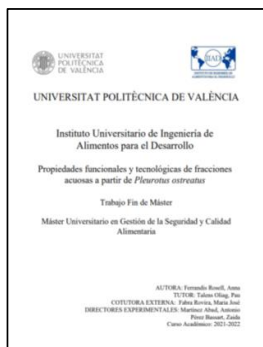 UNIVERSITAT
POLITÈCNICA
DE VALÈNCIA
UNIVERSITAT POLITÈCNICA DE VALÈNCIA
Instituto Universitario de Ingeniería de
Alimentos para el Desarrollo
Propiedades funcionales y tecnológicas de fracciones
acuosas a partir de Pleurotus ostreatus
Trabajo Fin de Máster
Máster Universitario en Gestión de la Seguridad y Calidad
Alimentaria
AUTORA: Ferrandis Rosell, Anna
TUTOR: Talens Oliag, Pau
COTUTORA EXTERNA: Fabra Rovira, Maria José
DIRECTORES EXPERIMENTALES: Martínez Abad, Antonio
Pérez Bassart, Zaida
Curso Académico: 2021-2022